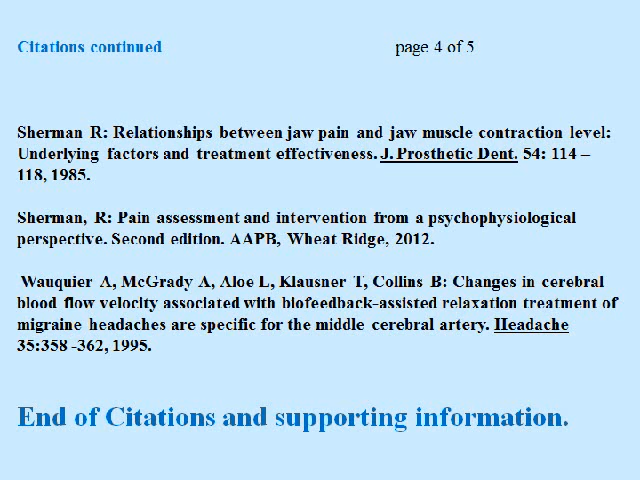 Citations continued page 4 of 5
Sherman R: Relationships between jaw pain and jaw muscle contraction level:
Underlying factors and treatment effectiveness. J. Prosthetic Dent. 54: 114 –
118, 1985.
Sherman, R: Pain assessment and intervention from a psychophysiological
perspective. Second edition. AAPB, Wheat Ridge, 2012.
Wauquier A, McGrady A, Aloe L, Klausner T, Collins B: Changes in cerebral
blood flow velocity associated with biofeedback-assisted relaxation treatment of
migraine headaches are specific for the middle cerebral artery. Headache
35:358 -362, 1995.
End of Citations and supporting information.